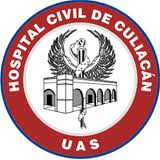 HOSPITAL CIVIL DE CULIACÁN
UAS